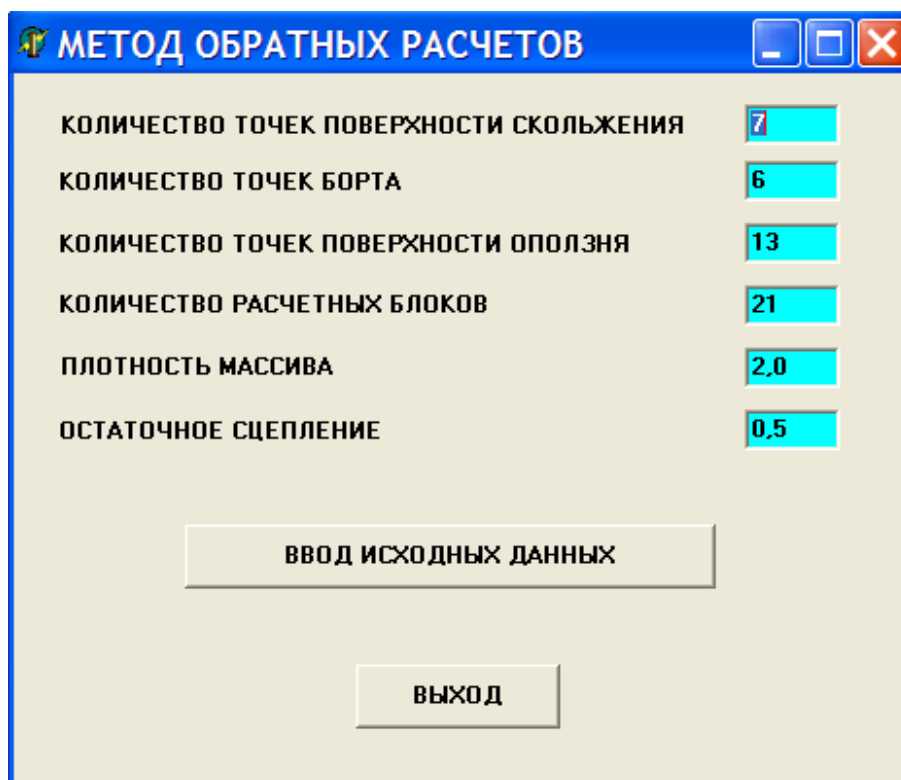 МЕТОД ОБРАТНЫХ РАСЧЕТОВ
КОЛИЧЕСТВО ТОЧЕК ПОВЕРХНОСТИ СКОЛЬЖЕНИЯ 7
КОЛИЧЕСТВО ТОЧЕК БОРТА 6
КОЛИЧЕСТВО ТОЧЕК ПОВЕРХНОСТИ ОПОЛЗНЯ 13
КОЛИЧЕСТВО РАСЧЕТНЫХ БЛОКОВ 21
ПЛОТНОСТЬ МАССИВА 2,0
ОСТАТОЧНОЕ СЦЕПЛЕНИЕ 0,5
ВВОД ИСХОДНЫХ ДАННЫХ
ВЫХОД